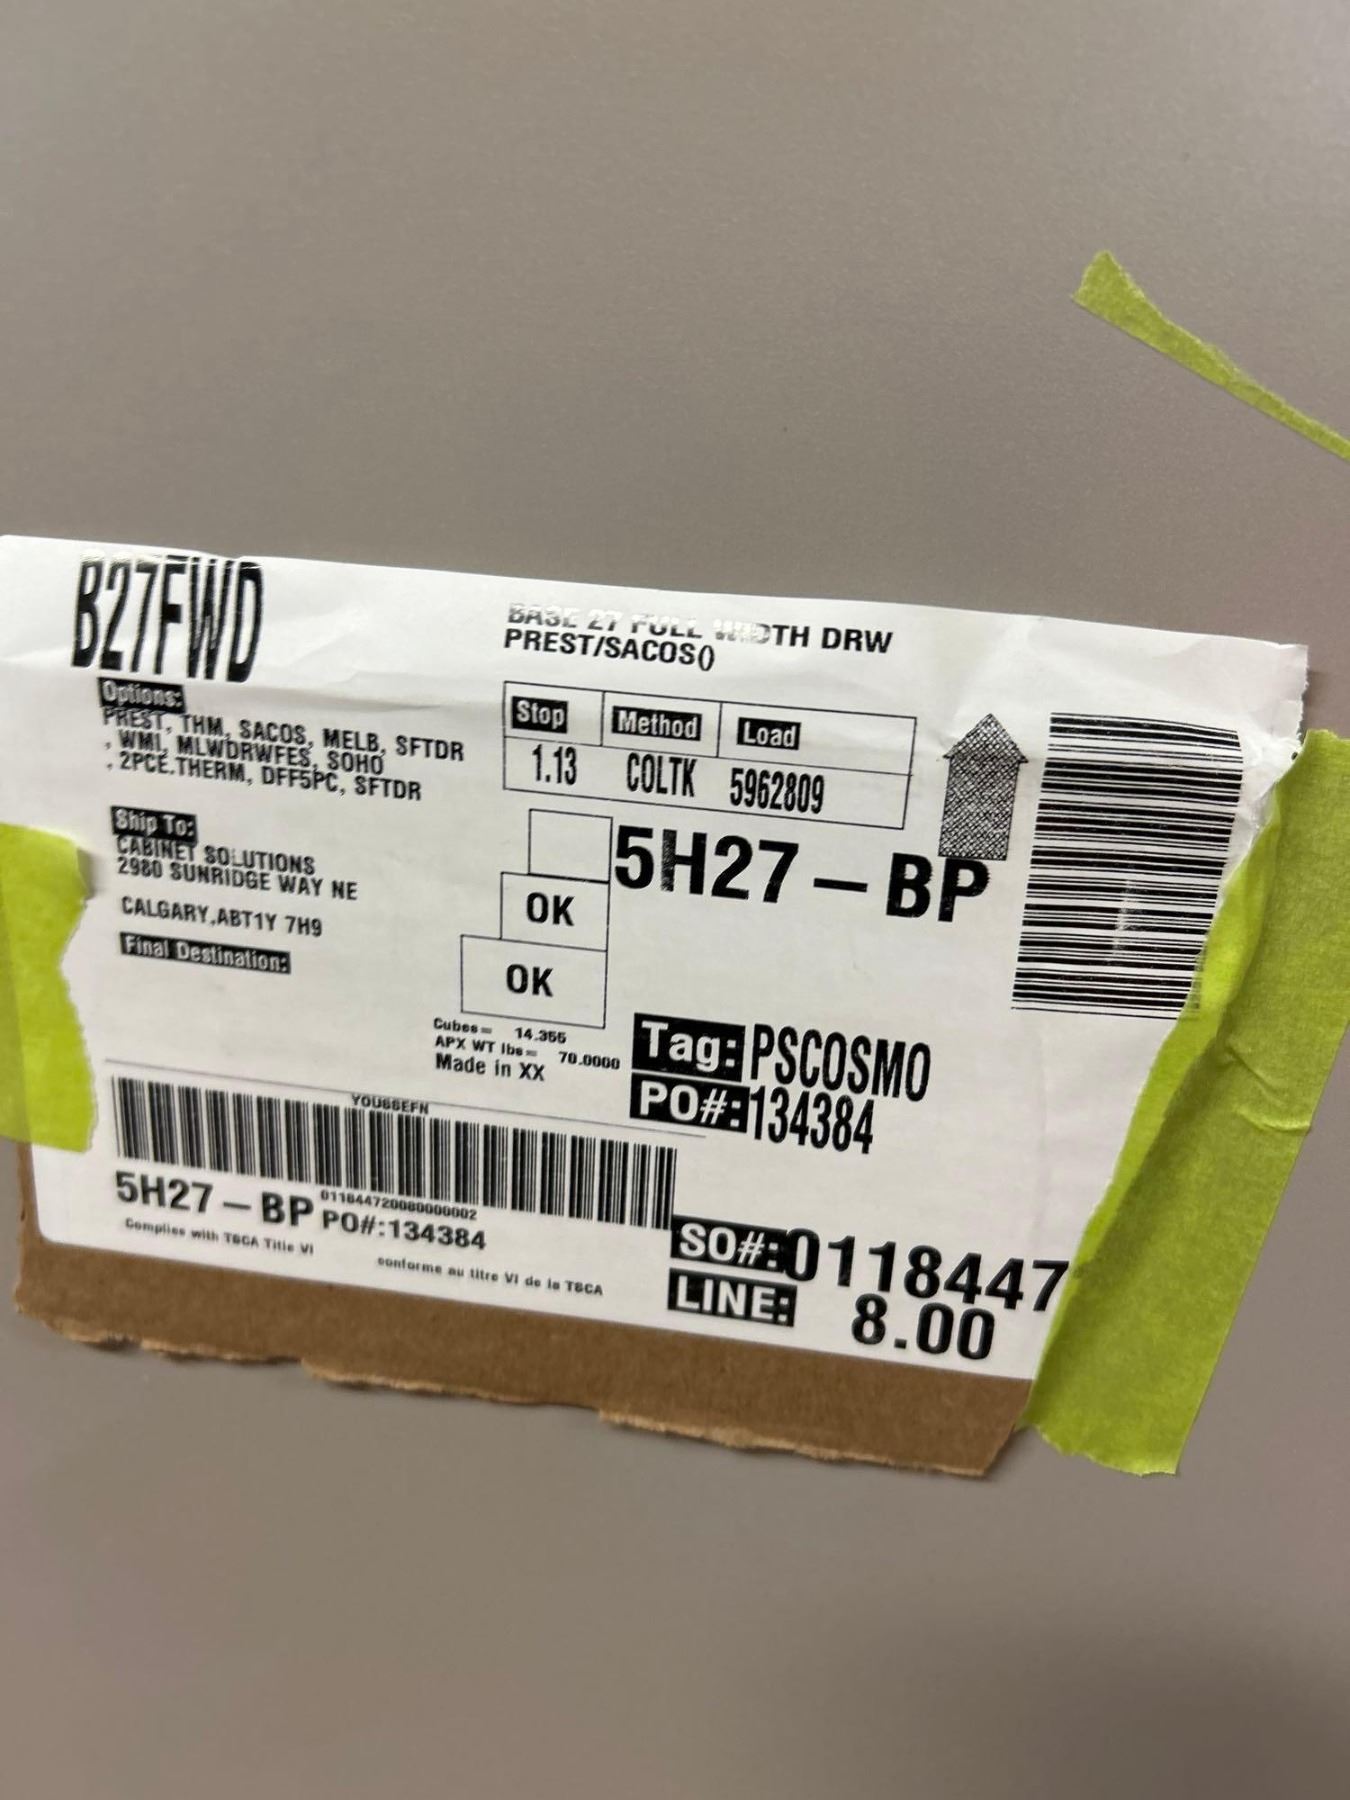 B27FWD
BASE 27 FULL WIDTH DRW
PREST/SACOS()
Options:
PREST, THM, SACOS, MELB, SFTDR
, WMI, MLWDRWFES, SOHO
, 2PCE.THERM, DFF5PC, SFTDR
Stop Method Load
1.13 COLTK 5962809
Ship To:
CABINET SOLUTIONS
2980 SUNRIDGE WAY NE
CALGARY,ABT1Y 7H9
Final Destination:
5H27-BP
OK
OK
Cubes= 14.355
APX WT lbs= 70.0000
Made in XX
Tag: PSCOSMO
PO#: 134384
YOUSSEFN
011844720080000002
5H27-BP PO#:134384
Complies with TSCA Title VI
conforme au titre VI de la TSCA
SO#: 0118447
LINE: 8.00